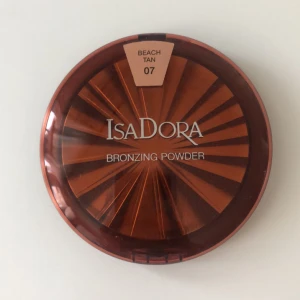 BEACH
TAN
07
ISADORA
BRONZING POWDER